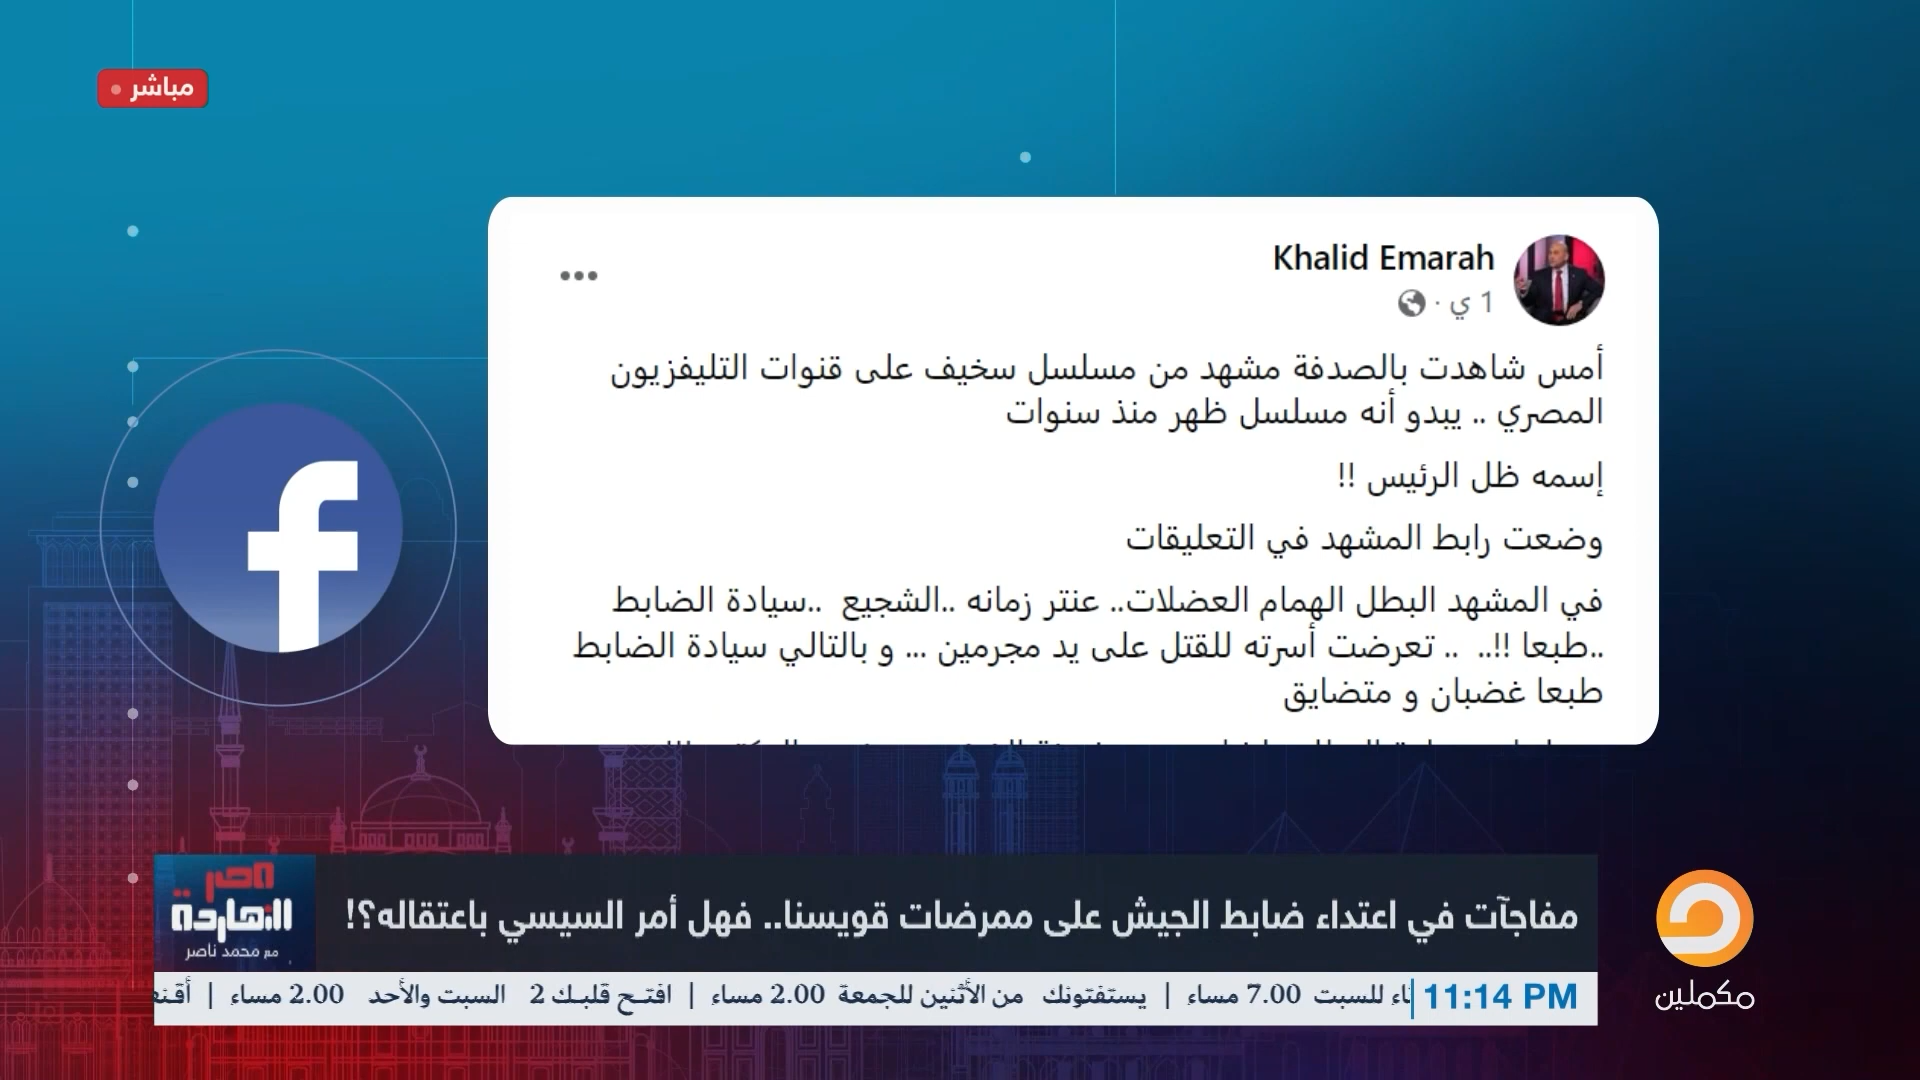 مباشر
Khalid Emarah
1 ي ·
أمس شاهدت بالصدفة مشهد من مسلسل سخيف على قنوات التليفزيون
المصري .. يبدو أنه مسلسل ظهر منذ سنوات
إسمه ظل الرئيس !!
وضعت رابط المشهد في التعليقات
في المشهد البطل الهمام العضلات.. عنتر زمانه ..الشجيع ..سيادة الضابط
..طبعا !!.. .. تعرضت أسرته للقتل على يد مجرمين ... و بالتالي سيادة الضابط
طبعا غضبان و متضايق
مصر
النهاردة
مع محمد ناصر
مفاجآت في اعتداء ضابط الجيش على ممرضات قويسنا.. فهل أمر السيسي باعتقاله؟!
11:14 PM
للسبت 7.00 مساء | يستفتونك من الأثنين للجمعة 2.00 مساء | افتـح قلبـك 2 السبت والأحد 2.00 مساء |
مكملين